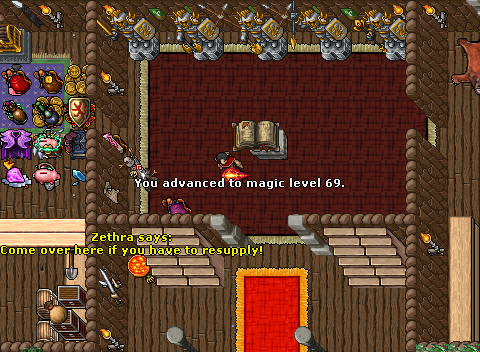 You advanced to magic level 69.
Zethra says:
Come over here if you have to resupply!